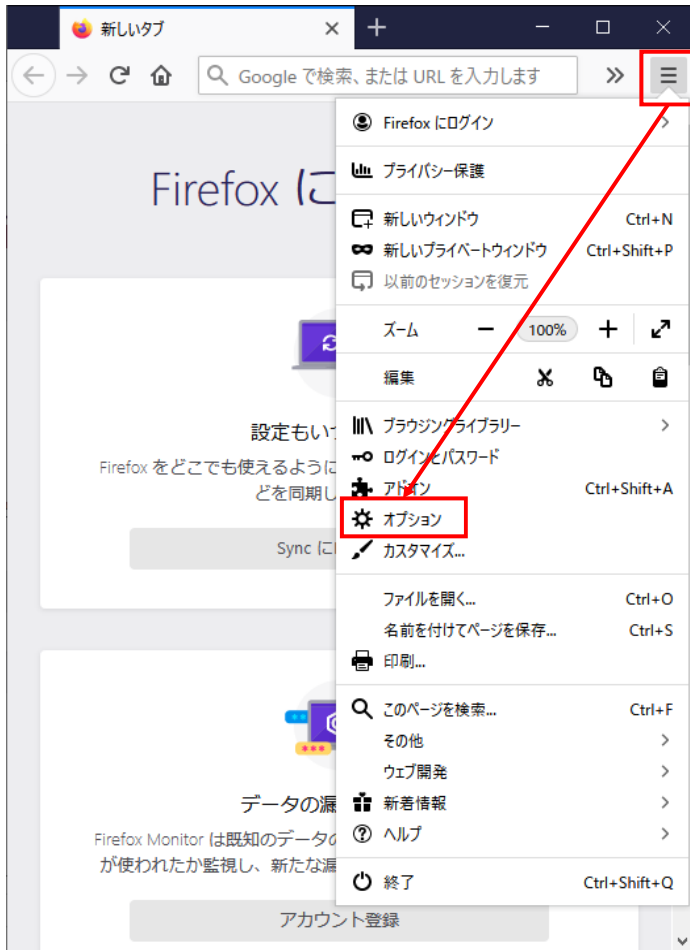 新しいタブ
Google で検索、または URL を入力します
Firefox にログイン
プライバシー保護
新しいウィンドウ Ctrl+N
新しいプライベートウィンドウ Ctrl+Shift+P
以前のセッションを復元
ズーム 100%
編集
ブラウジングライブラリー
ログインとパスワード
アドオン Ctrl+Shift+A
オプション
カスタマイズ...
ファイルを開く... Ctrl+O
名前を付けてページを保存... Ctrl+S
印刷...
このページを検索... Ctrl+F
その他
ウェブ開発
新着情報
ヘルプ
終了 Ctrl+Shift+Q
Firefox に
設定もいつ
Firefox をどこでも使えるように
どを同期し
Sync に
データの漏
Firefox Monitor は既知のデータの
が使われたか監視し、新たな漏
アカウント登録